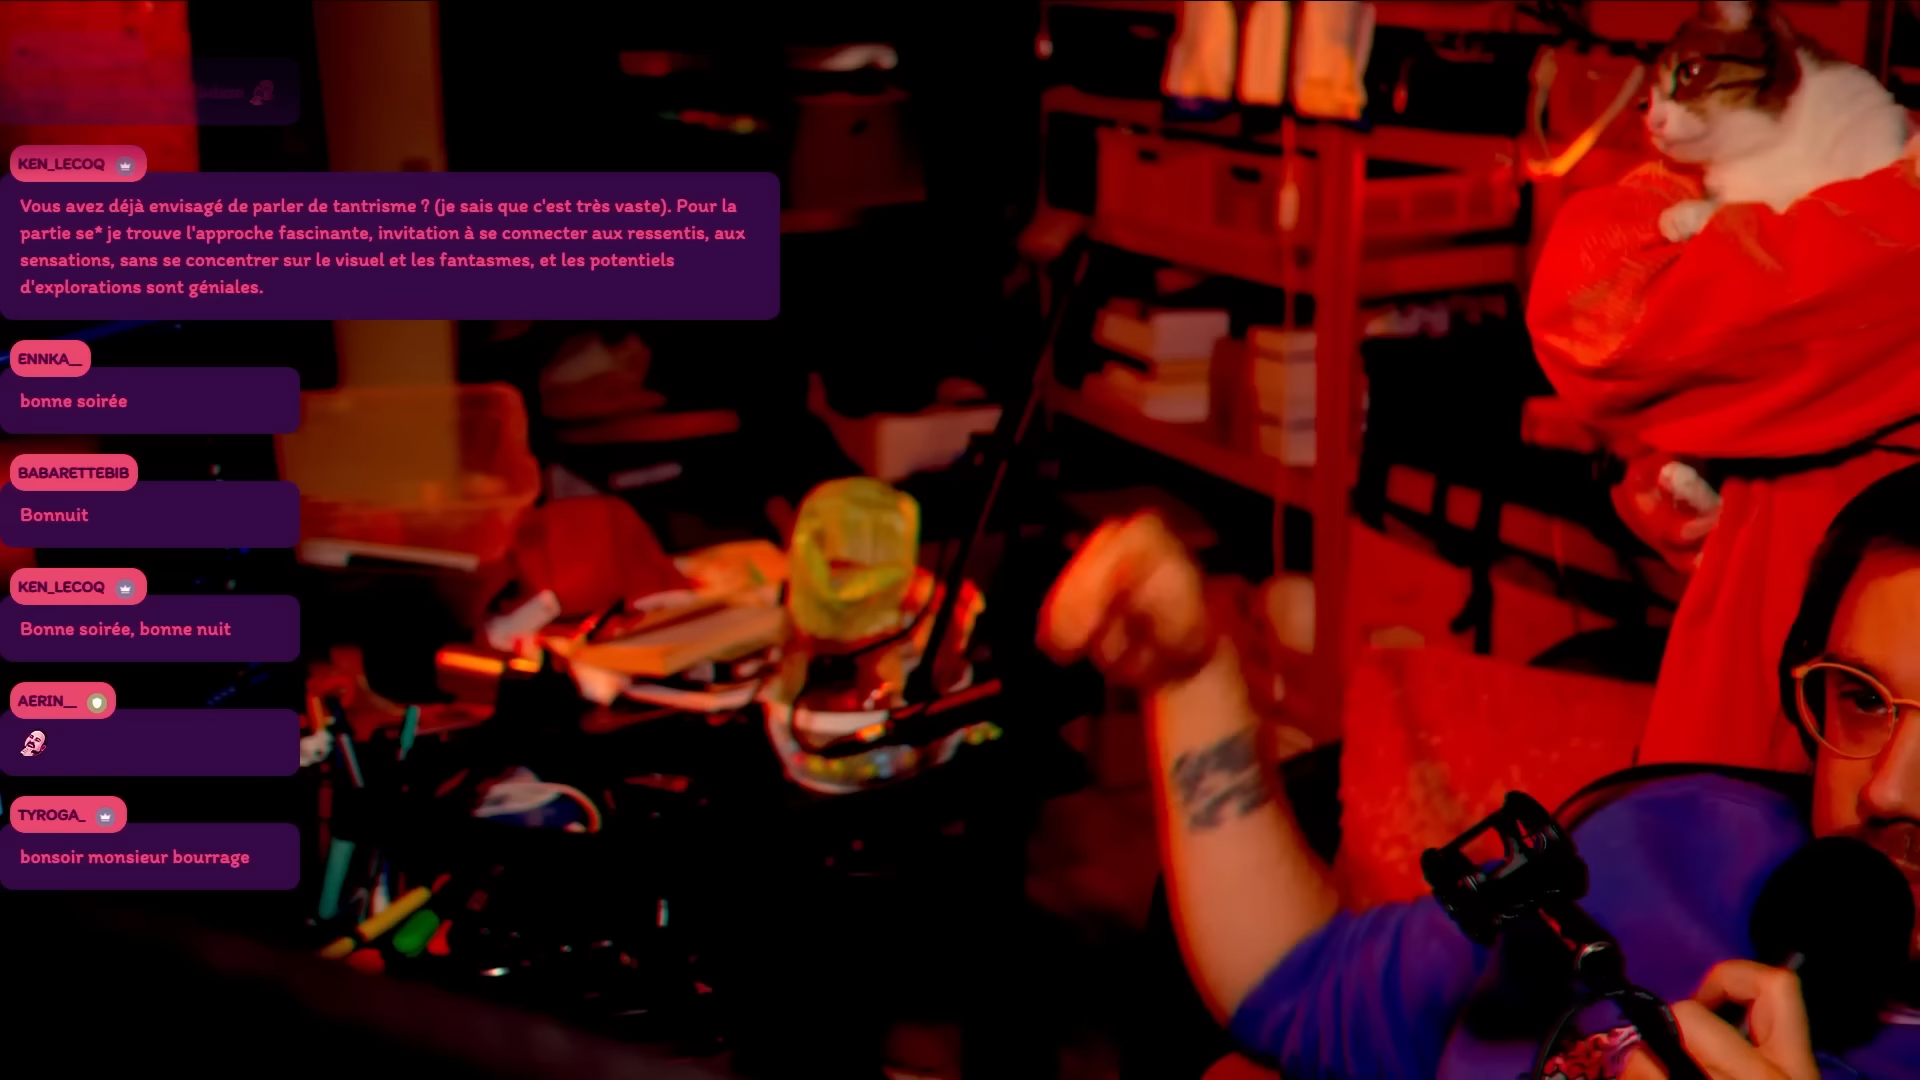 KEN_LECOQ
Vous avez déjà envisagé de parler de tantrisme ? (je sais que c'est très vaste). Pour la
partie se* je trouve l'approche fascinante, invitation à se connecter aux ressentis, aux
sensations, sans se concentrer sur le visuel et les fantasmes, et les potentiels
d'explorations sont géniales.
ENNKA__
bonne soirée
BABARETTEBIB
Bonnuit
KEN_LECOQ
Bonne soirée, bonne nuit
AERIN__
TYROGA_
bonsoir monsieur bourrage